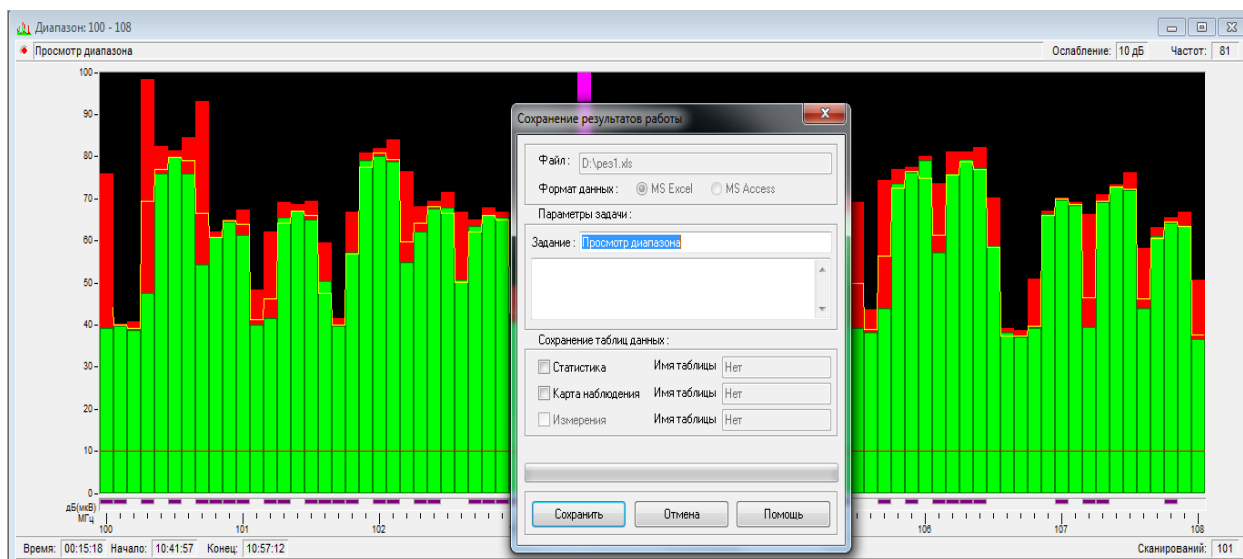 Диапазон: 100 - 108
Просмотр диапазона
Ослабление: 10 дБ Частот: 81
100
90
80
70
60
50
40
30
20
10
0
дБ(мкВ)
МГц
100 101 102 106 107 108
Время: 00:15:18 Начало: 10:41:57 Конец: 10:57:12
Сканирований: 101
Сохранение результатов работы
Файл: D:\рез1.xls
Формат данных: MS Excel MS Access
Параметры задачи:
Задание: Просмотр диапазона
Сохранение таблиц данных:
Статистика Имя таблицы Нет
Карта наблюдения Имя таблицы Нет
Измерения Имя таблицы Нет
Сохранить Отмена Помощь